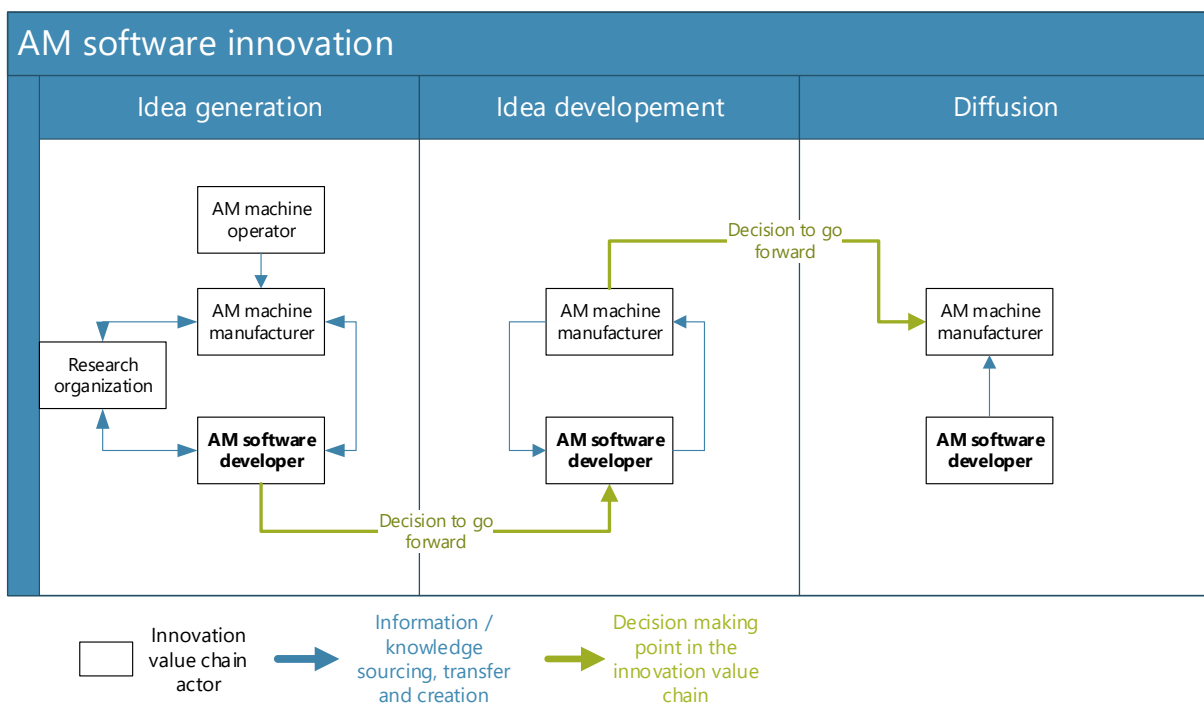 AM software innovation
Idea generation
Idea developement
Diffusion
AM machine
operator
AM machine
manufacturer
Research
organization
AM software
developer
Decision to go
forward
AM machine
manufacturer
AM software
developer
Decision to go
forward
AM machine
manufacturer
AM software
developer
Innovation
value chain
actor
Information /
knowledge
sourcing, transfer
and creation
Decision making
point in the
innovation value
chain